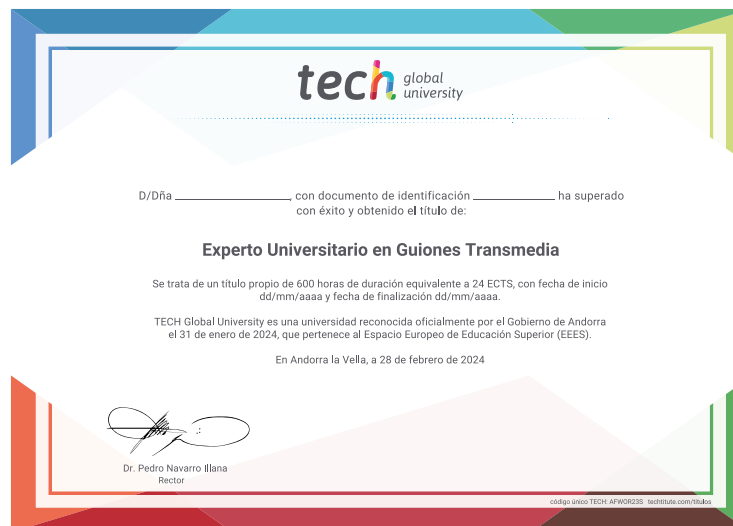 tech global
university
D/Dña ____________________, con documento de identificación ______________ ha superado
con éxito y obtenido el título de:
Experto Universitario en Guiones Transmedia
Se trata de un título propio de 600 horas de duración equivalente a 24 ECTS, con fecha de inicio
dd/mm/aaaa y fecha de finalización dd/mm/aaaa.
TECH Global University es una universidad reconocida oficialmente por el Gobierno de Andorra
el 31 de enero de 2024, que pertenece al Espacio Europeo de Educación Superior (EEES).
En Andorra la Vella, a 28 de febrero de 2024
Dr. Pedro Navarro Illana
Rector
código único TECH: AFWOR23S techtitute.com/titulos